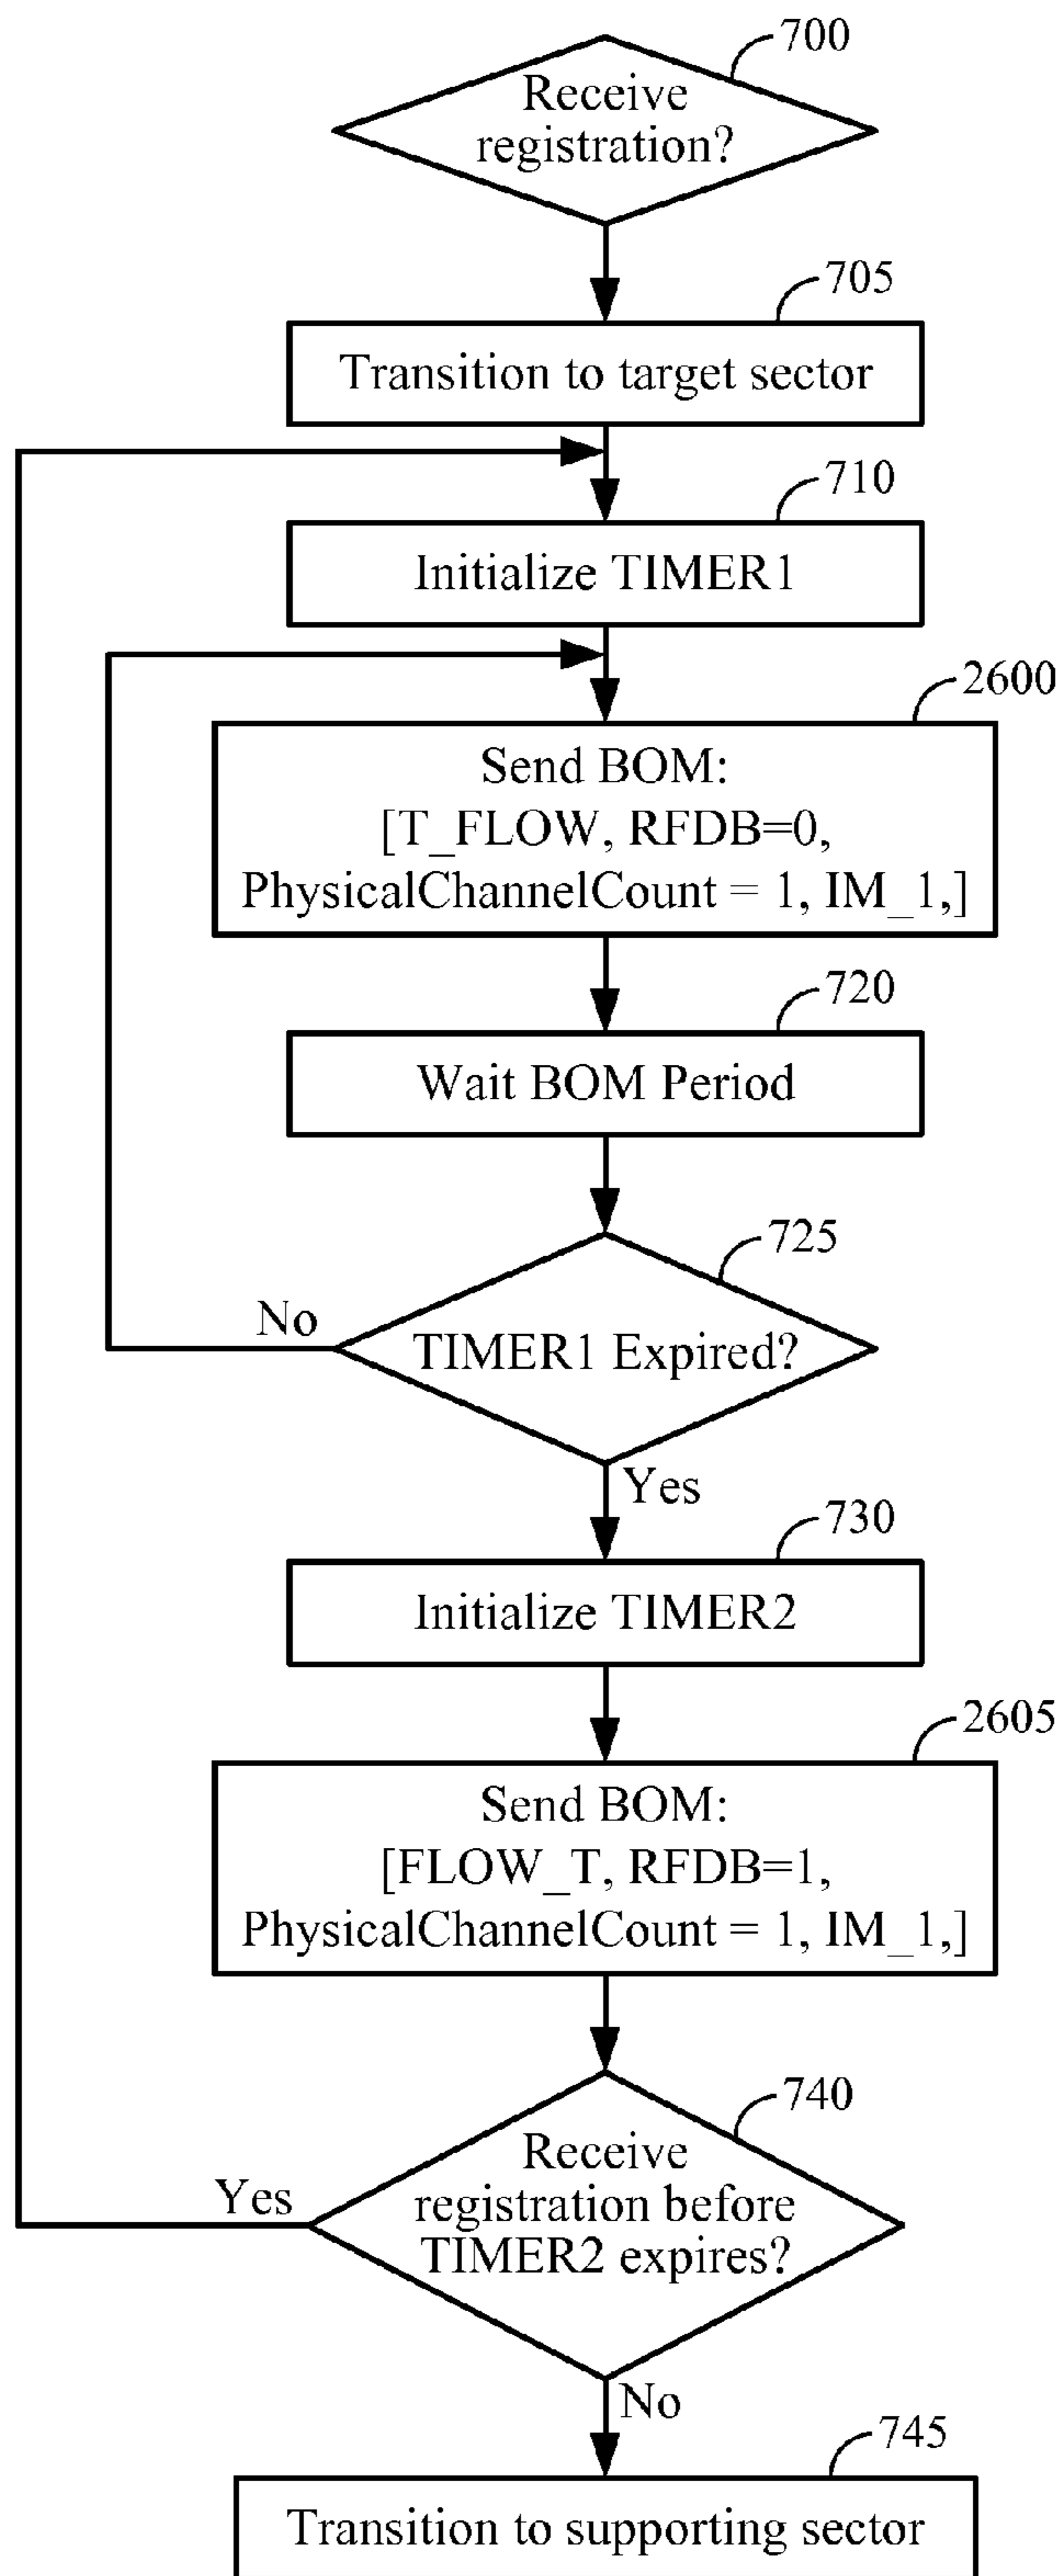 700
Receive
registration?
705
Transition to target sector
710
Initialize TIMER1
2600
Send BOM:
[T_FLOW, RFDB=0,
PhysicalChannelCount = 1, IM_1,]
720
Wait BOM Period
725
No
TIMER1 Expired?
Yes
730
Initialize TIMER2
2605
Send BOM:
[FLOW_T, RFDB=1,
PhysicalChannelCount = 1, IM_1,]
740
Receive
Yes
registration before
TIMER2 expires?
No
745
Transition to supporting sector